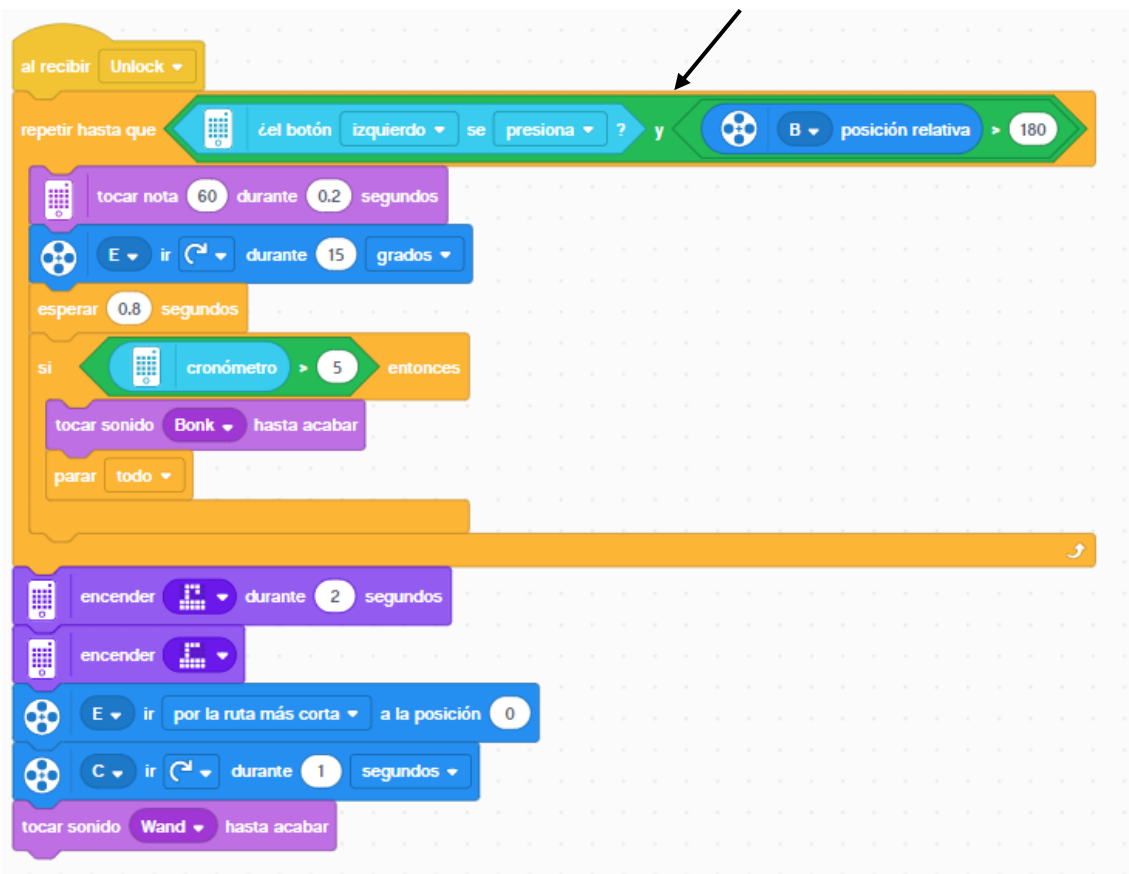 al recibir Unlock
repetir hasta que ¿el botón izquierdo se presiona ? y B posición relativa > 180
tocar nota 60 durante 0.2 segundos
E ir durante 15 grados
esperar 0.8 segundos
si cronómetro > 5 entonces
tocar sonido Bonk hasta acabar
parar todo
encender durante 2 segundos
encender
E ir por la ruta más corta a la posición 0
C ir durante 1 segundos
tocar sonido Wand hasta acabar